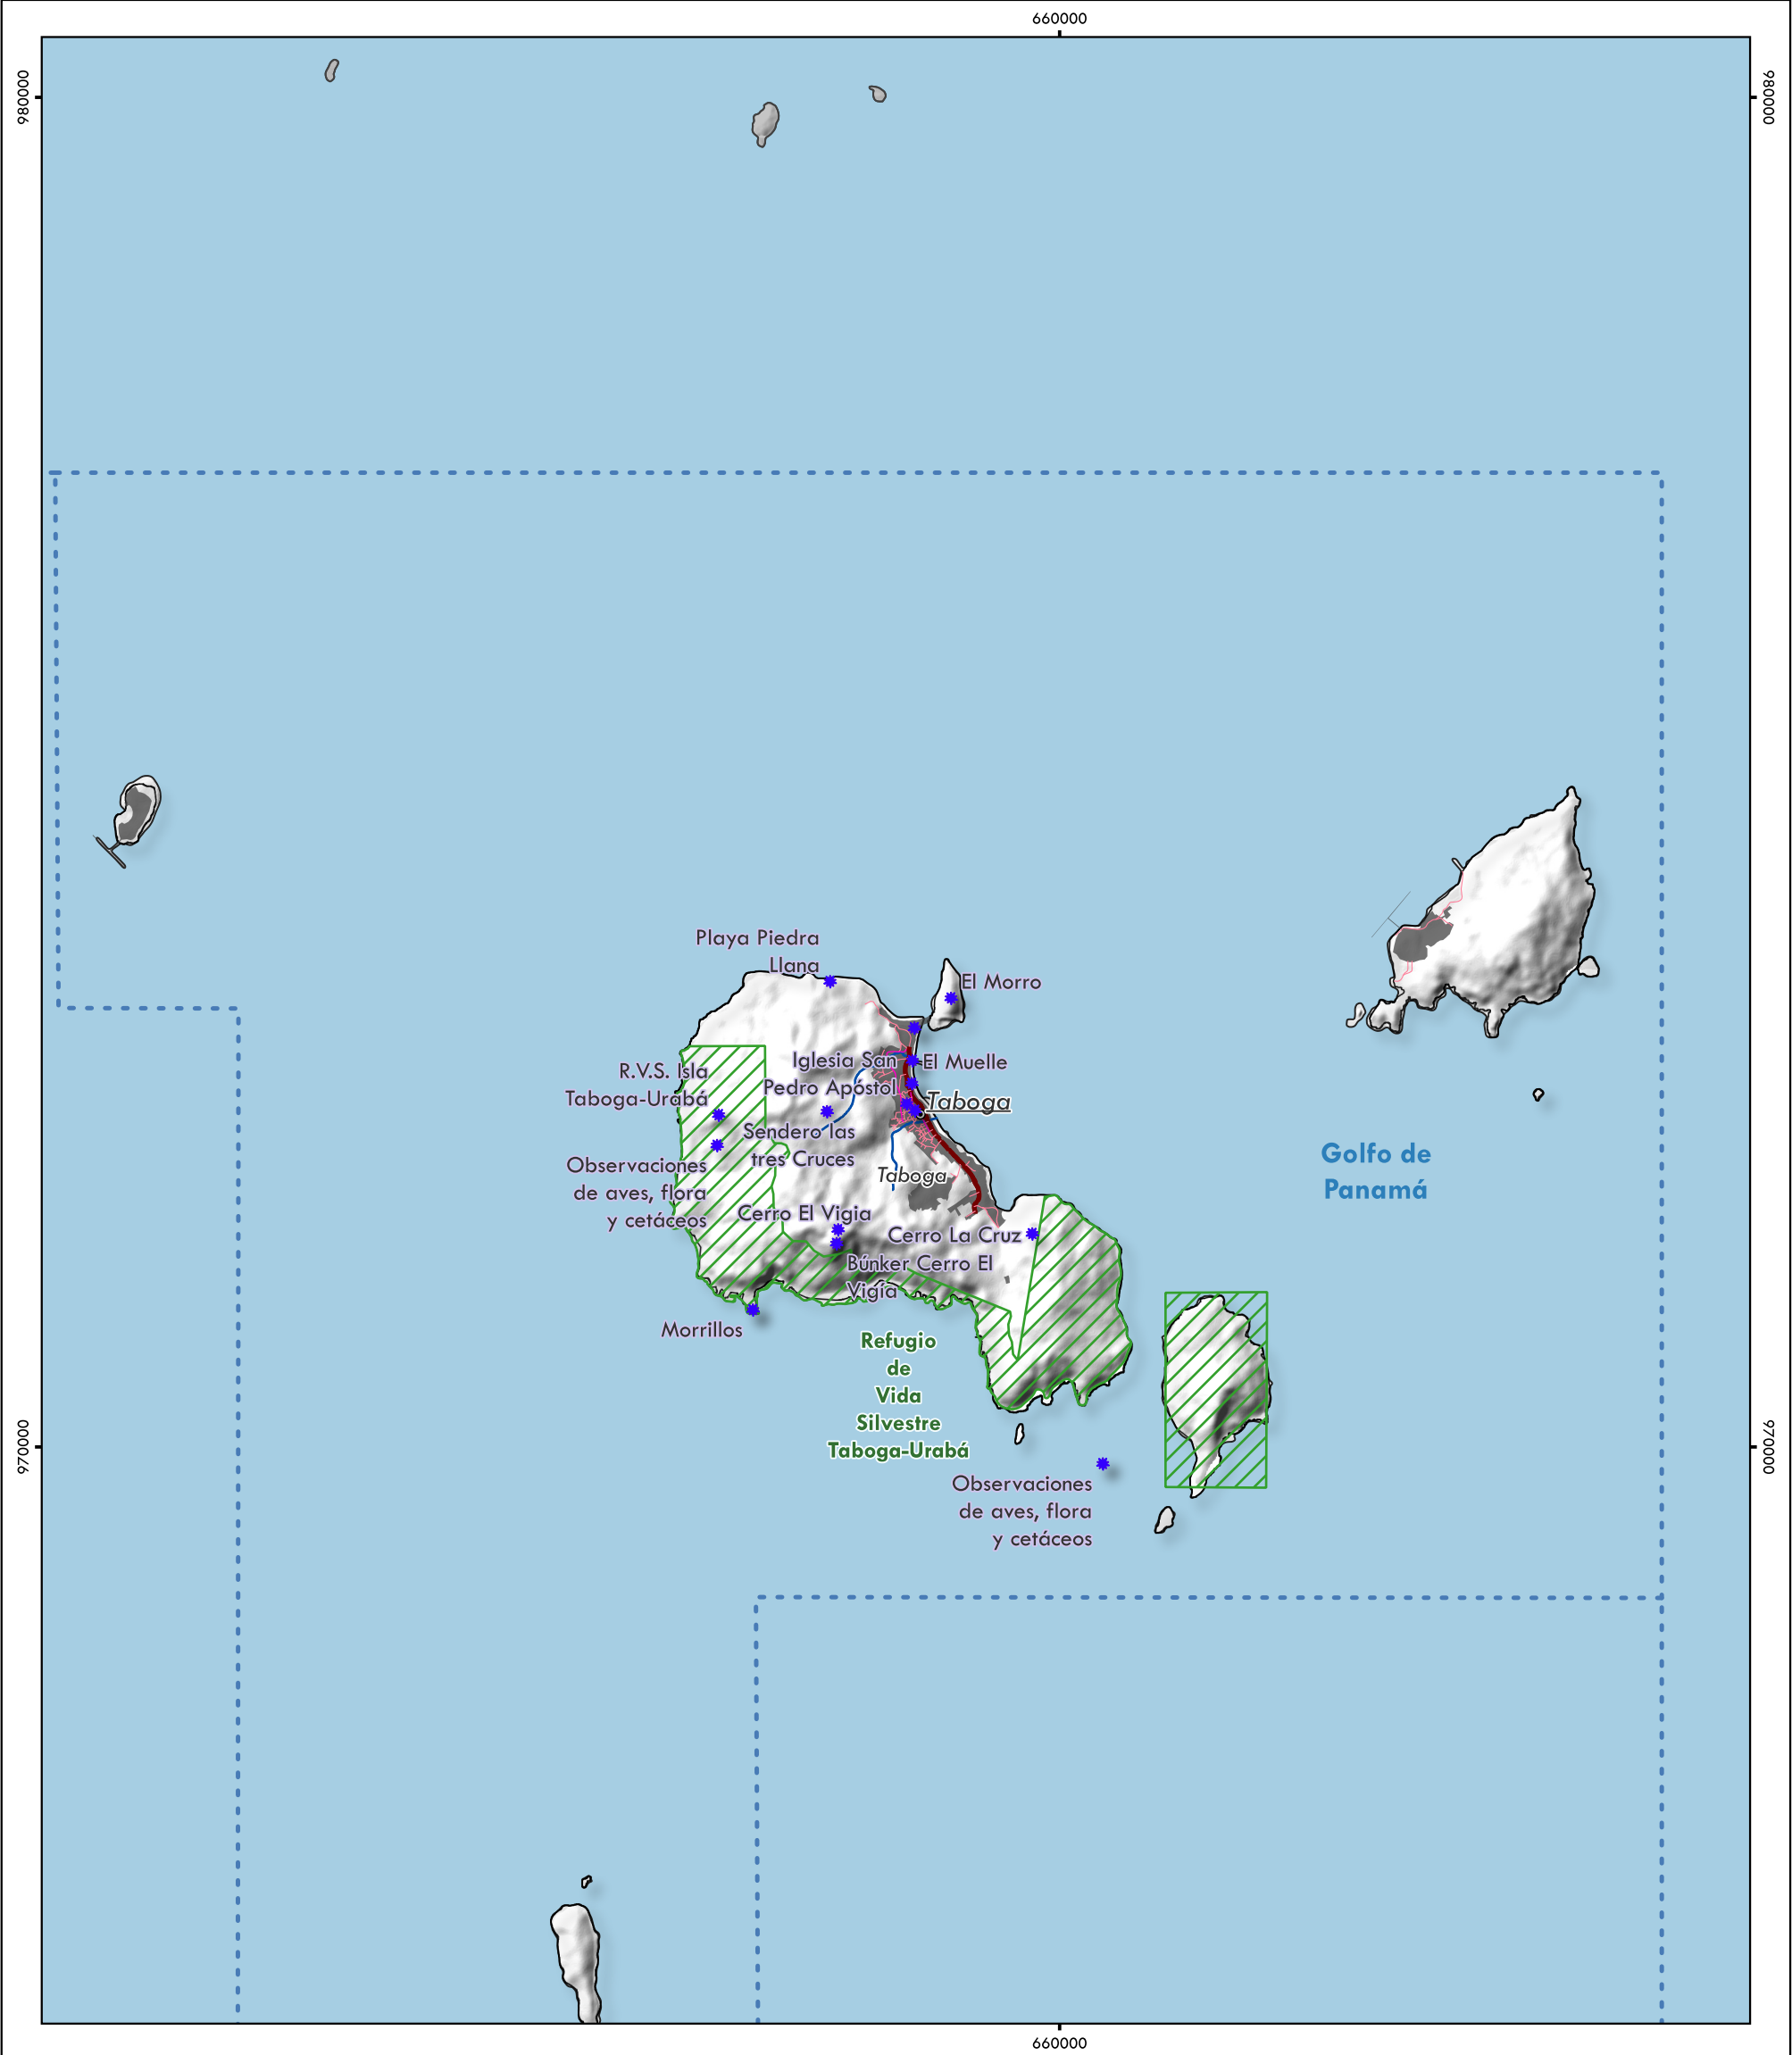 660000
980000
980000
Playa Piedra
Llana
El Morro
Iglesia San
Pedro Apóstol
El Muelle
R.V.S. Isla
Taboga-Urabá
Taboga
Sendero las
tres Cruces
Golfo de
Panamá
Observaciones
de aves, flora
y cetáceos
Taboga
Cerro El Vigia
Cerro La Cruz
Búnker Cerro El
Vigía
Morrillos
Refugio
de
Vida
Silvestre
Taboga-Urabá
970000
970000
Observaciones
de aves, flora
y cetáceos
660000